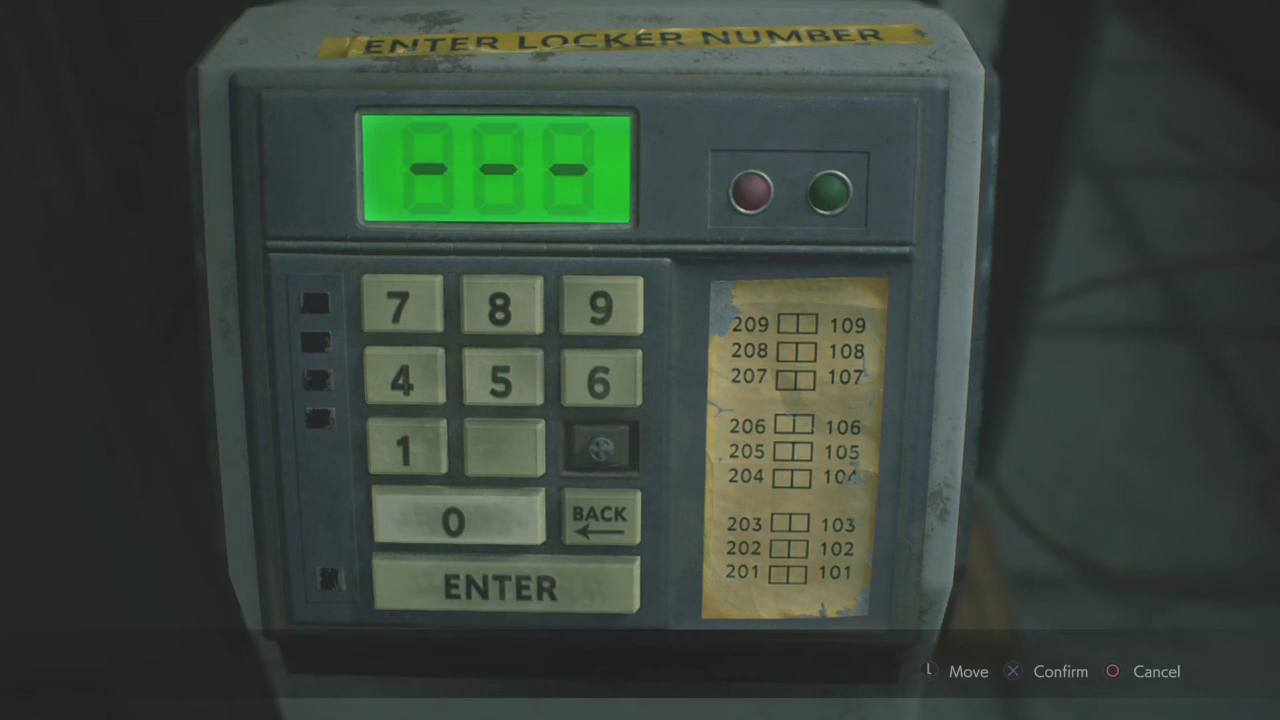 ENTER LOCKER NUMBER
- - -
7 8 9
4 5 6
1
0 BACK
ENTER
209 109
208 108
207 107
206 106
205 105
204 104
203 103
202 102
201 101
L Move Confirm Cancel